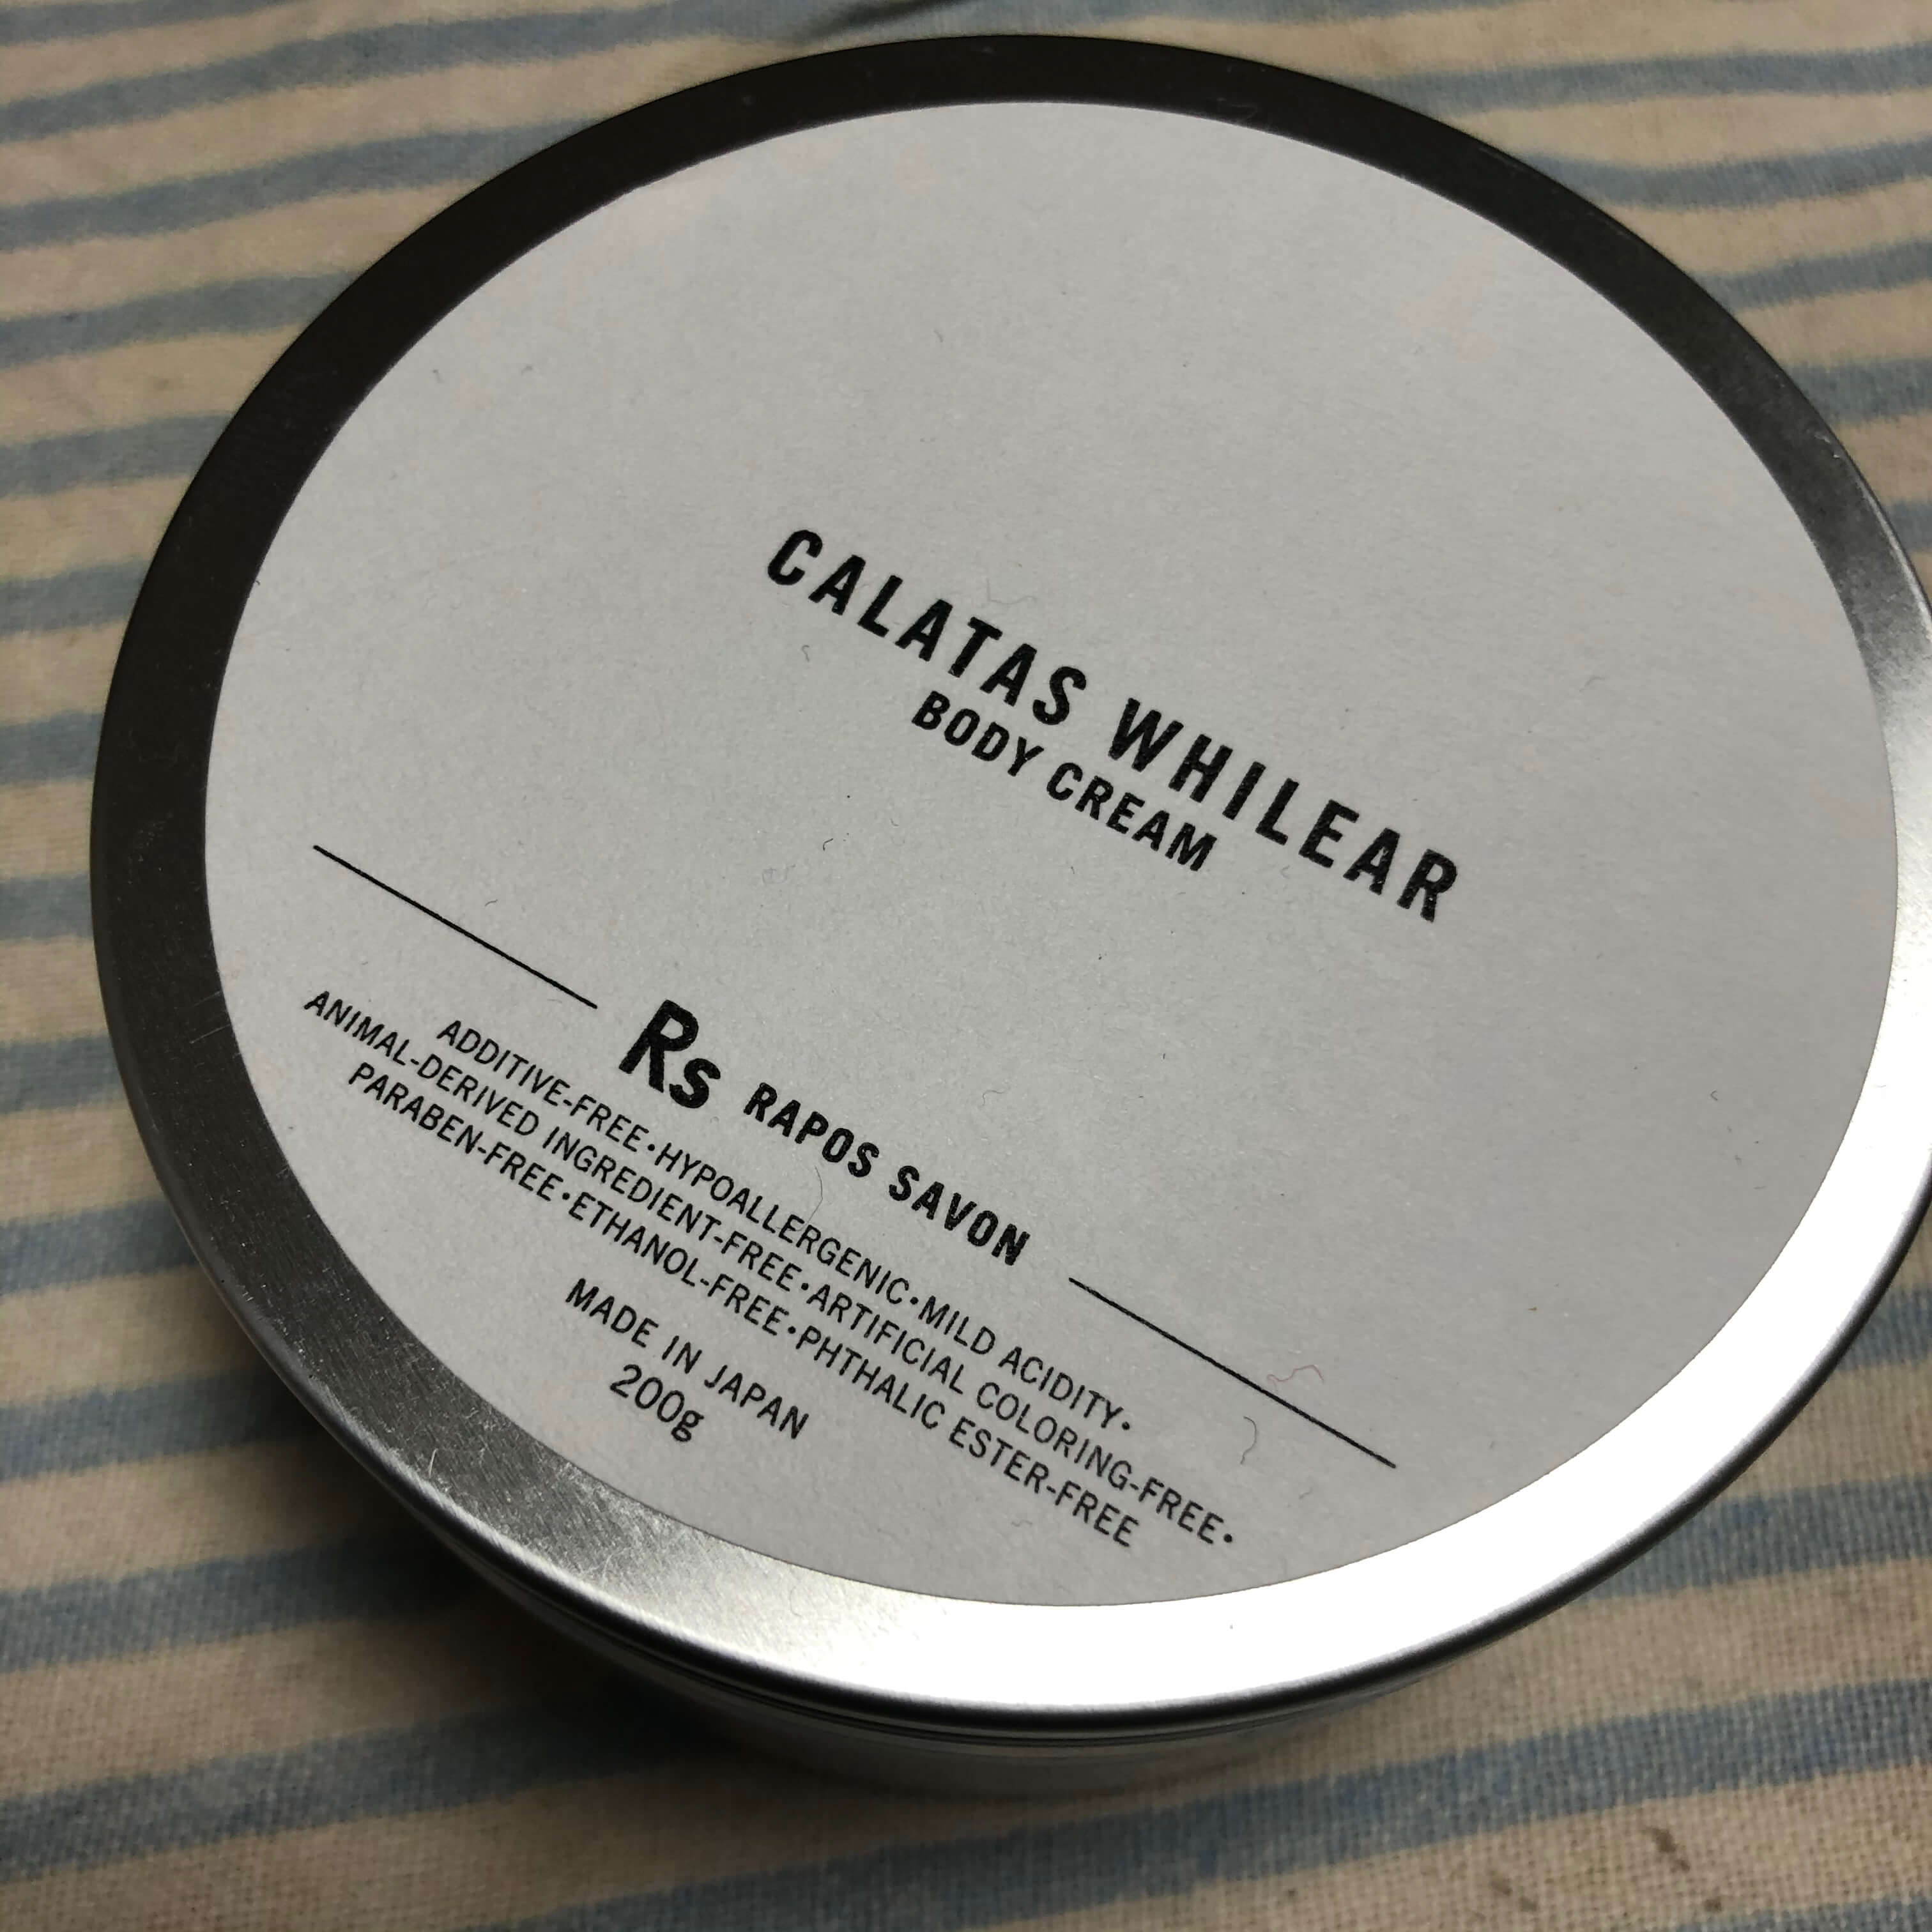 CALATAS WHILEAR
BODY CREAM
Rs RAPOS SAVON
ADDITIVE-FREE・HYPOALLERGENIC・MILD ACIDITY・
ANIMAL-DERIVED INGREDIENT-FREE・ARTIFICIAL COLORING-FREE・
PARABEN-FREE・ETHANOL-FREE・PHTHALIC ESTER-FREE
MADE IN JAPAN
200g